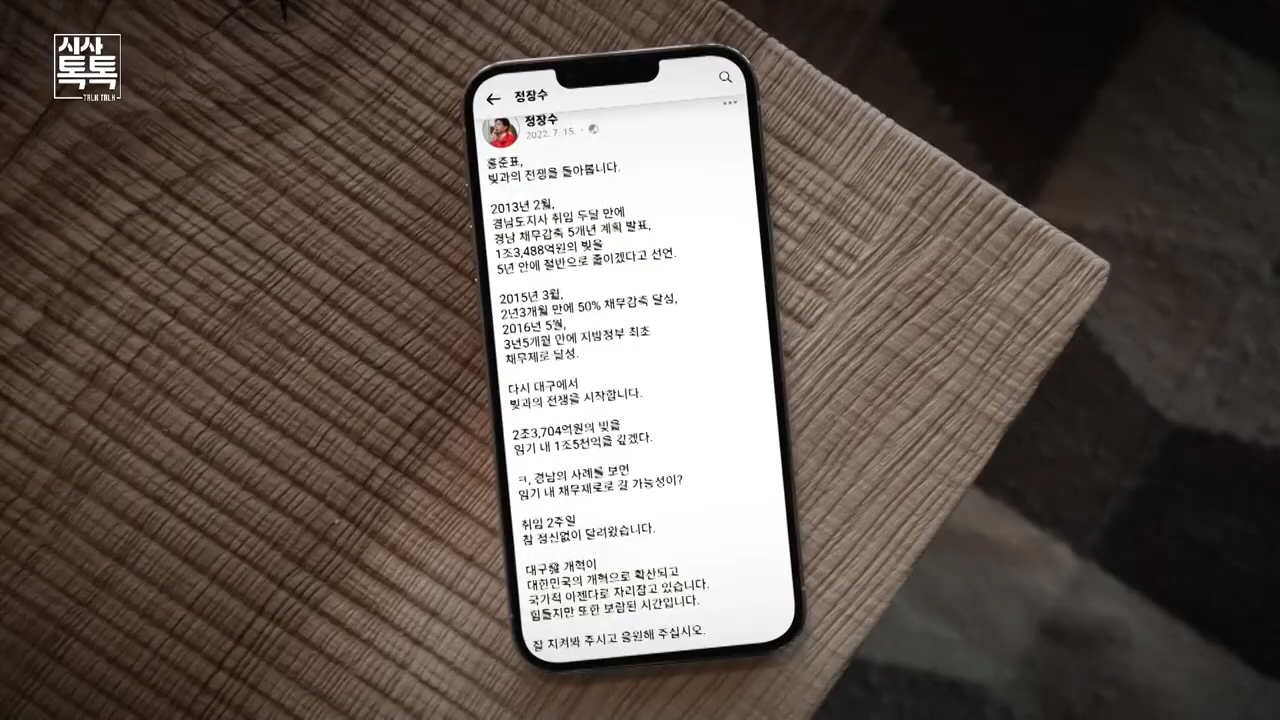 시사
톡톡
TALK TALK
정장수
정장수
2022. 7. 15.
홍준표,
빚과의 전쟁을 돌아봅니다.
2013년 2월,
경남도지사 취임 두달 만에
경남 채무감축 5개년 계획 발표,
1조3,488억원의 빚을
5년 안에 절반으로 줄이겠다고 선언.
2015년 3월,
2년3개월 만에 50% 채무감축 달성,
2016년 5월,
3년5개월 만에 지방정부 최초
채무제로 달성.
다시 대구에서
빚과의 전쟁을 시작합니다.
2조3,704억원의 빚을
임기 내 1조5천억을 갚겠다.
ㅋ, 경남의 사례를 보면
임기 내 채무제로로 갈 가능성이?
취임 2주일
참 정신없이 달려왔습니다.
대구發 개혁이
대한민국의 개혁으로 확산되고
국가적 아젠다로 자리잡고 있습니다.
힘들지만 또한 보람된 시간입니다.
잘 지켜봐 주시고 응원해 주십시오.